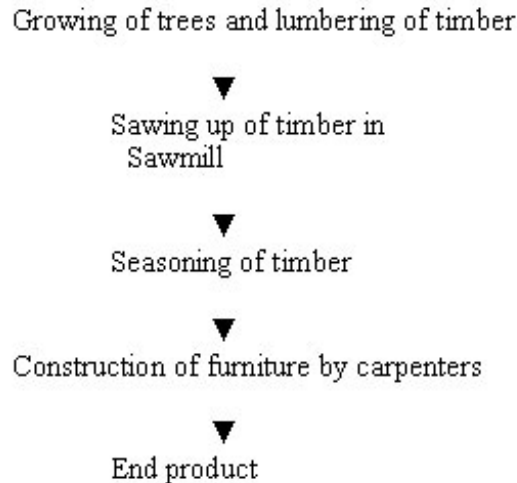 Growing of trees and lumbering of timber
Sawing up of timber in
Sawmill
Seasoning of timber
Construction of furniture by carpenters
End product